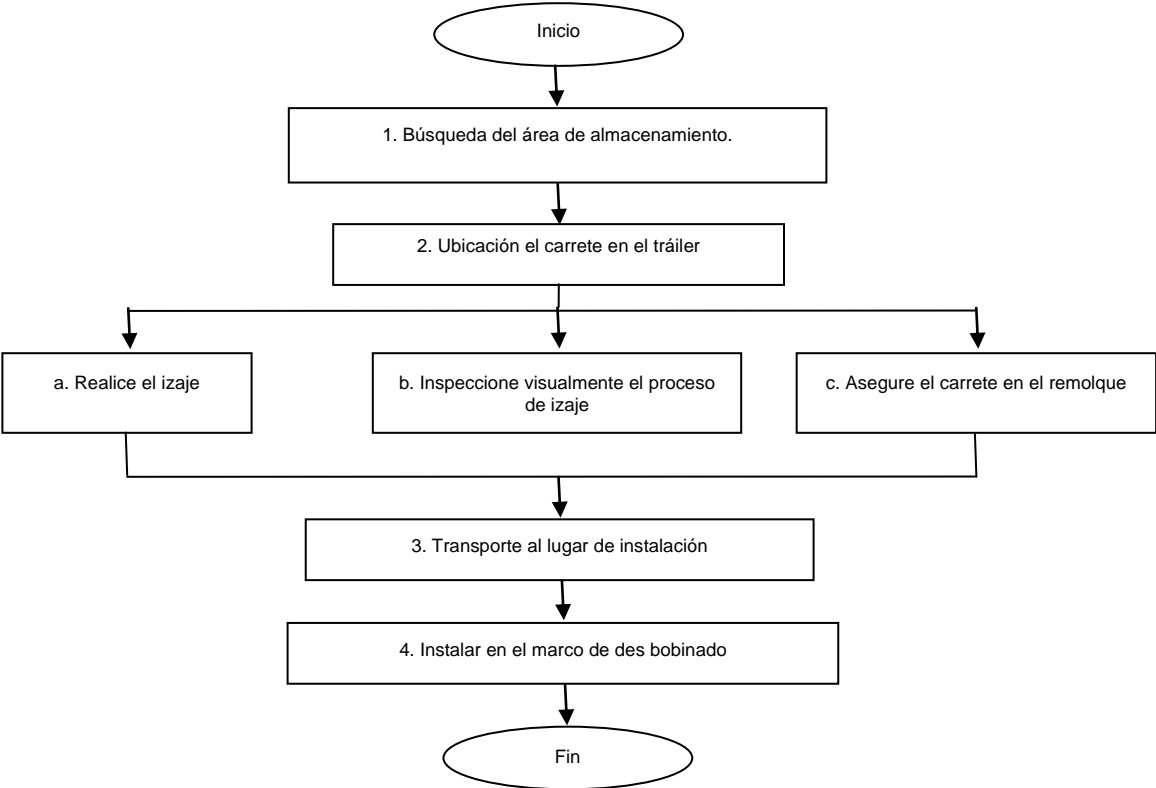 Inicio
1. Búsqueda del área de almacenamiento.
2. Ubicación el carrete en el tráiler
a. Realice el izaje
b. Inspeccione visualmente el proceso
de izaje
c. Asegure el carrete en el remolque
3. Transporte al lugar de instalación
4. Instalar en el marco de des bobinado
Fin